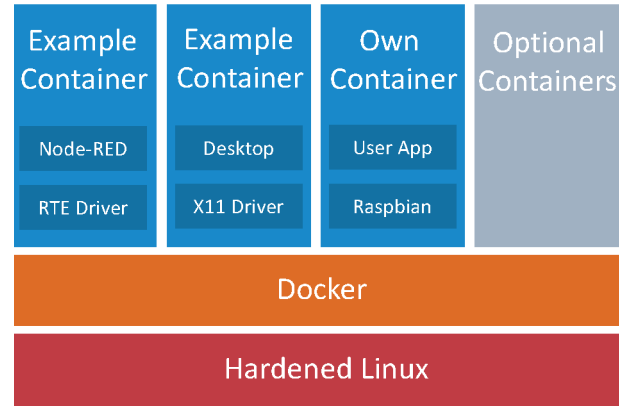 Example
Container
Node-RED
RTE Driver
Example
Container
Desktop
X11 Driver
Own
Container
User App
Raspbian
Optional
Containers
Docker
Hardened Linux